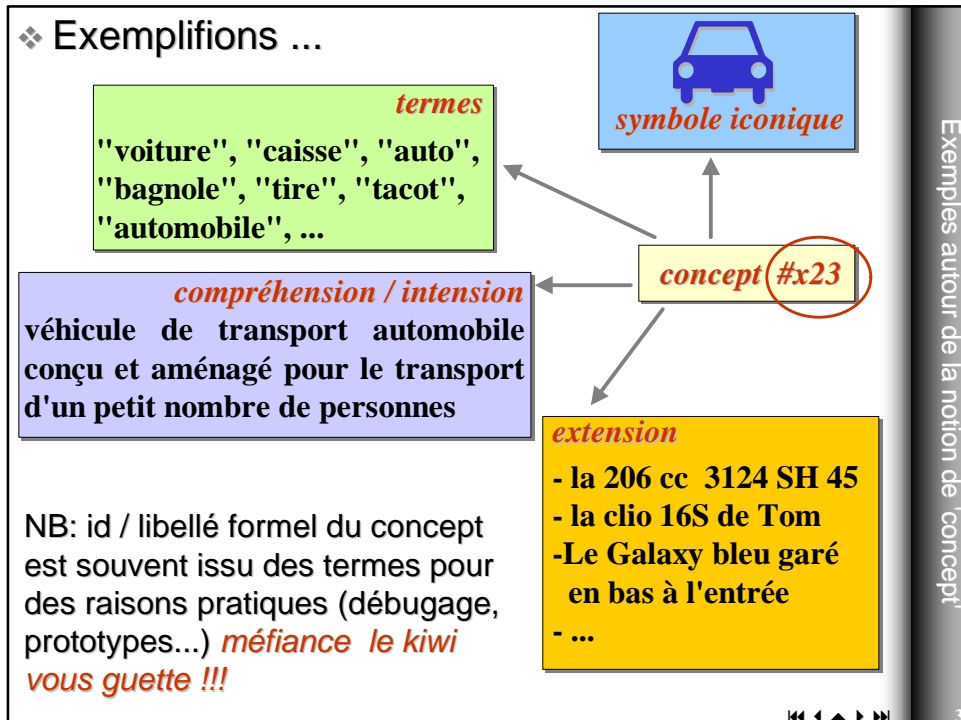 Exemplifions ...
termes
"voiture", "caisse", "auto",
"bagnole", "tire", "tacot",
"automobile", ...
symbole iconique
concept #x23
compréhension / intension
véhicule de transport automobile
conçu et aménagé pour le transport
d'un petit nombre de personnes
extension
- la 206 cc  3124 SH 45
- la clio 16S de Tom
-Le Galaxy bleu garé
en bas à l'entrée
- ...
NB: id / libellé formel du concept
est souvent issu des termes pour
des raisons pratiques (débugage,
prototypes...) méfiance  le kiwi
vous guette !!!
Exemples autour de la notion de 'concept'